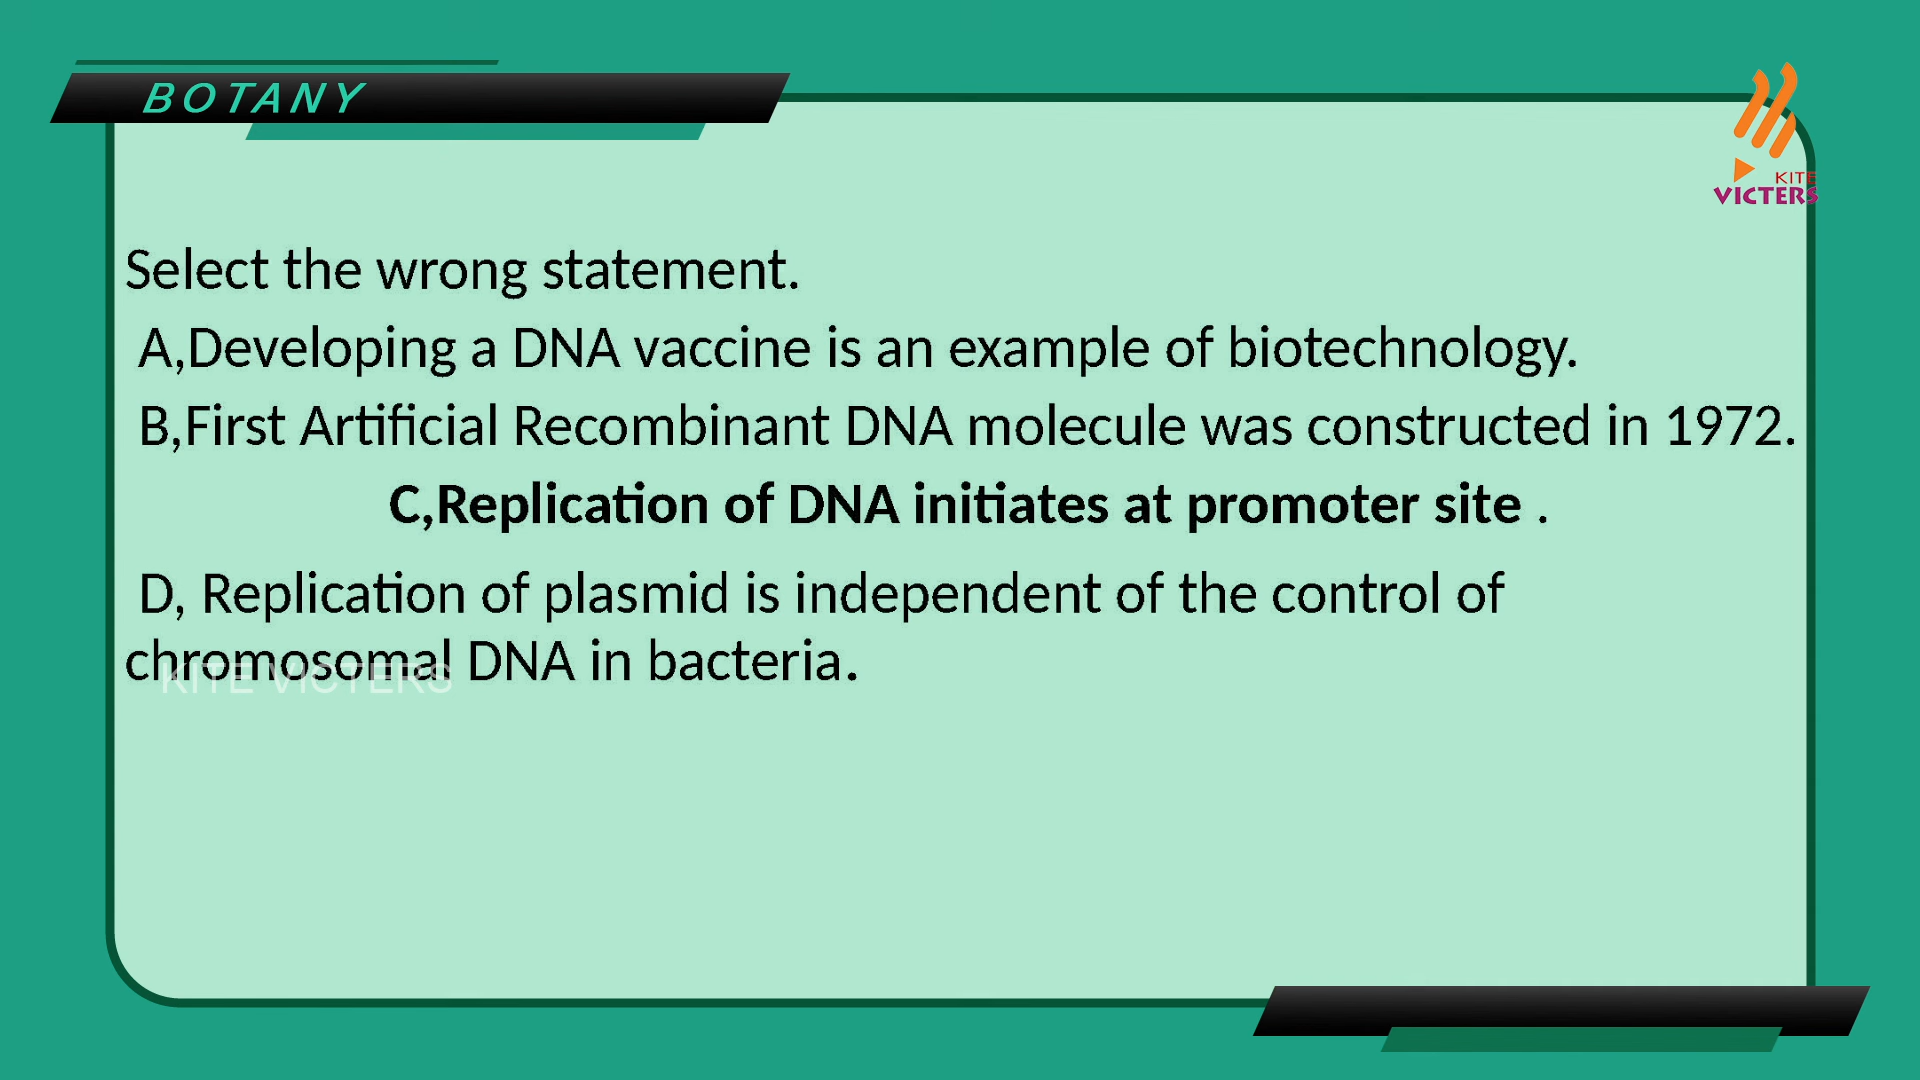 BOTANY
KITE
VICTERS
Select the wrong statement.
A,Developing a DNA vaccine is an example of biotechnology.
B,First Artificial Recombinant DNA molecule was constructed in 1972.
C,Replication of DNA initiates at promoter site .
D, Replication of plasmid is independent of the control of
chromosomal DNA in bacteria.
KITE VICTERS